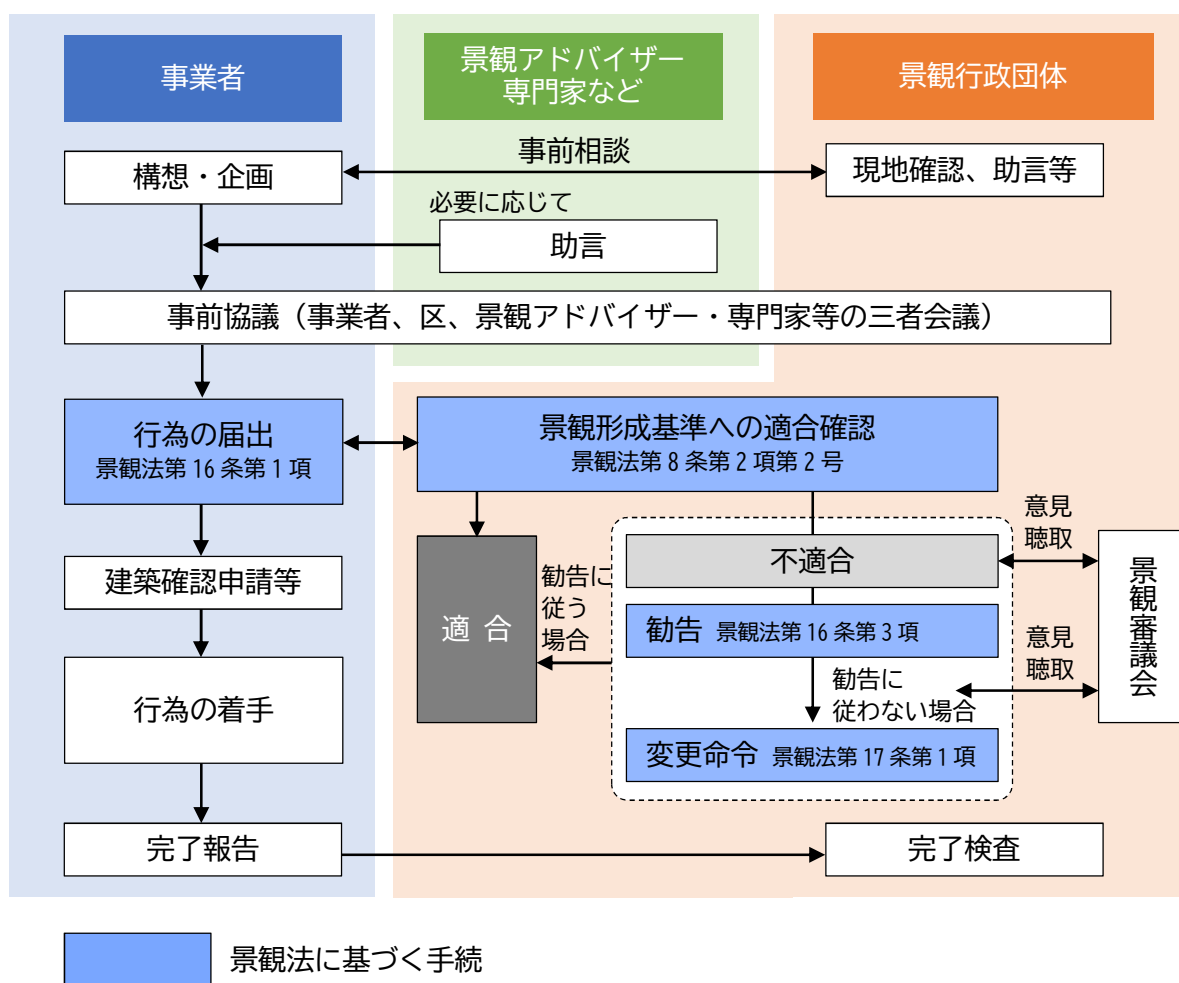 事業者
景観アドバイザー
専門家など
景観行政団体
事前相談
構想・企画
現地確認、助言等
必要に応じて
助言
事前協議（事業者、区、景観アドバイザー・専門家等の三者会議）
行為の届出
景観法第16条第1項
景観形成基準への適合確認
景観法第8条第2項第2号
意見
聴取
不適合
建築確認申請等
勧告に
従う
場合
適 合
勧告 景観法第16条第3項
景観審議会
意見
聴取
勧告に
従わない場合
行為の着手
変更命令 景観法第17条第1項
完了報告
完了検査
景観法に基づく手続